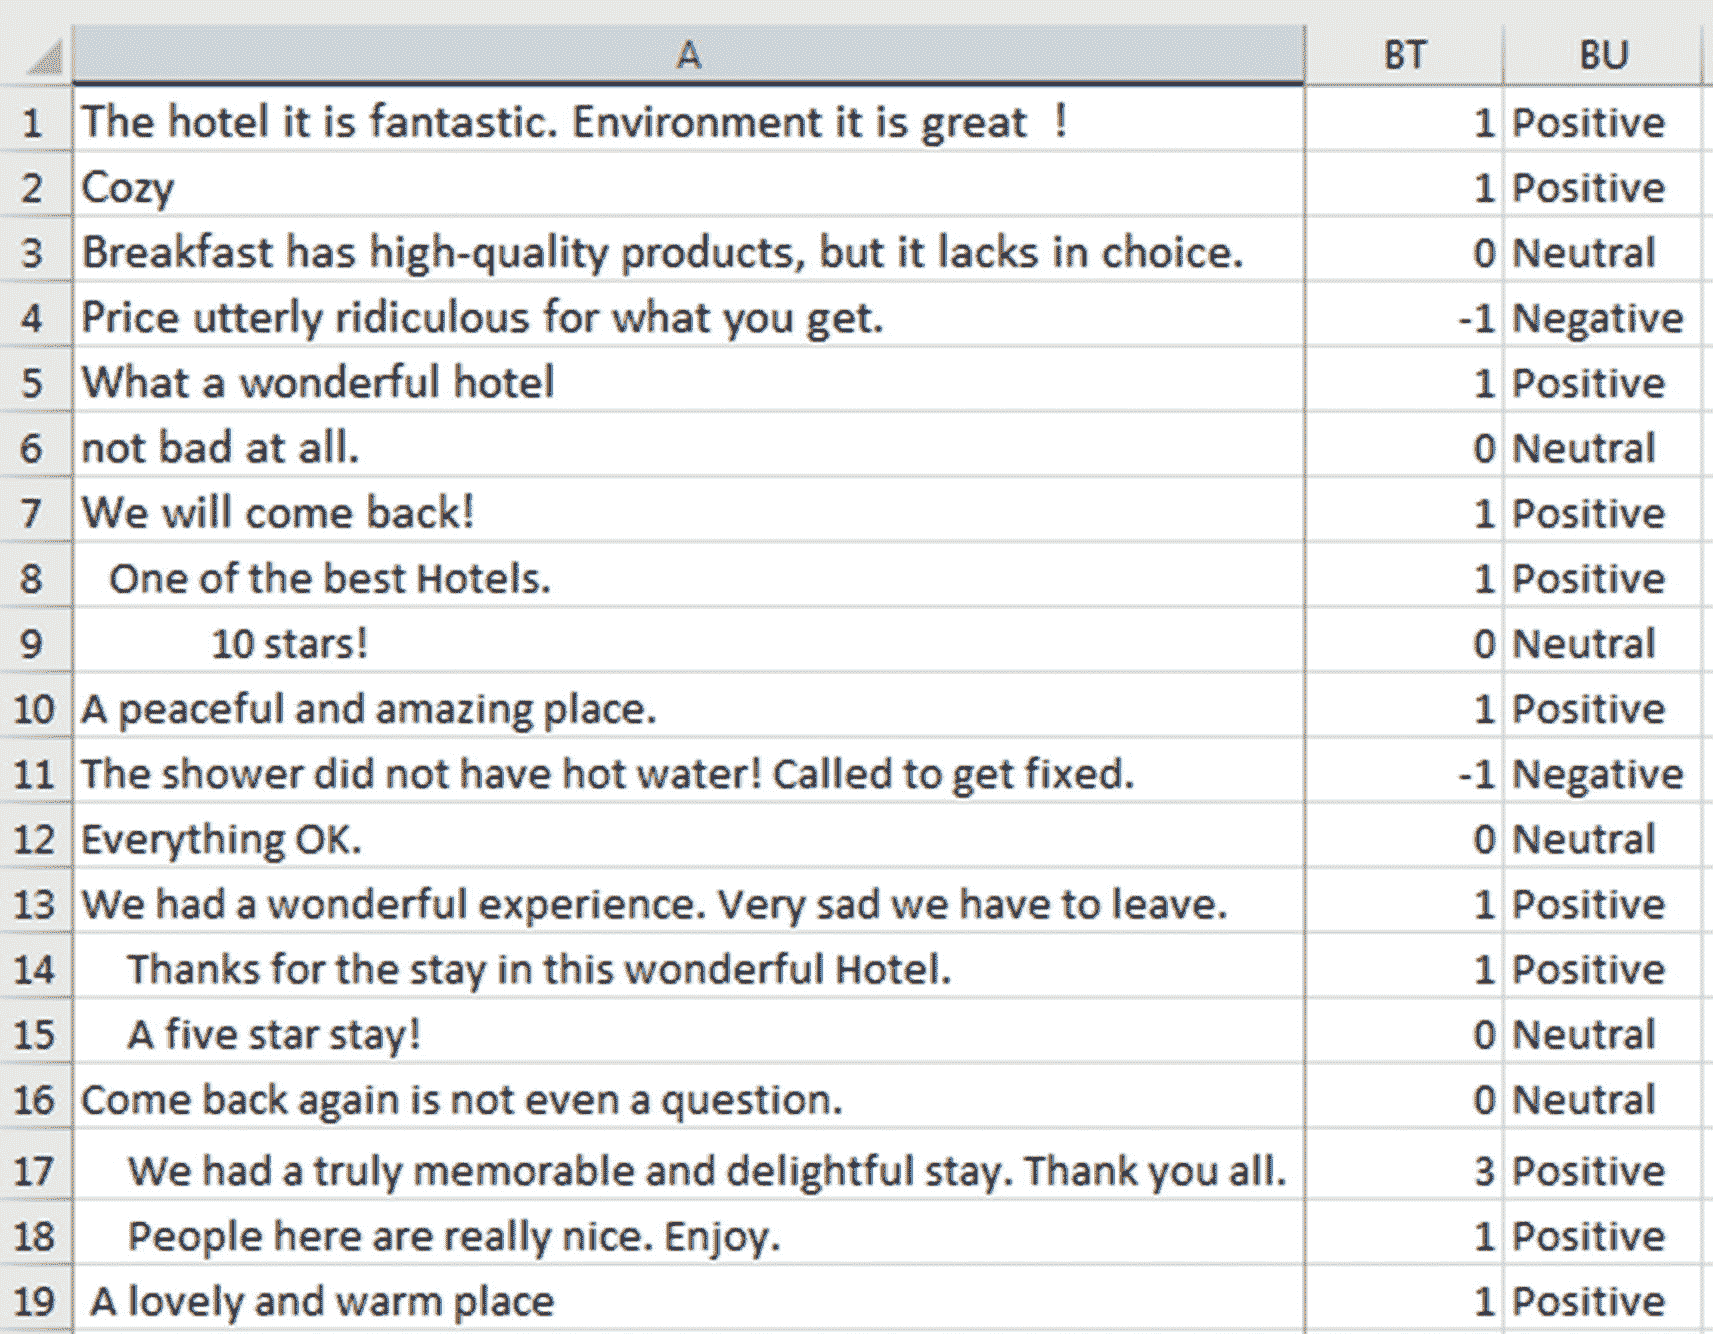 A BT BU
1 The hotel it is fantastic. Environment it is great  ! 1 Positive
2 Cozy 1 Positive
3 Breakfast has high-quality products, but it lacks in choice. 0 Neutral
4 Price utterly ridiculous for what you get. -1 Negative
5 What a wonderful hotel 1 Positive
6 not bad at all. 0 Neutral
7 We will come back! 1 Positive
8 One of the best Hotels. 1 Positive
9 10 stars! 0 Neutral
10 A peaceful and amazing place. 1 Positive
11 The shower did not have hot water! Called to get fixed. -1 Negative
12 Everything OK. 0 Neutral
13 We had a wonderful experience. Very sad we have to leave. 1 Positive
14 Thanks for the stay in this wonderful Hotel. 1 Positive
15 A five star stay! 0 Neutral
16 Come back again is not even a question. 0 Neutral
17 We had a truly memorable and delightful stay. Thank you all. 3 Positive
18 People here are really nice. Enjoy. 1 Positive
19 A lovely and warm place 1 Positive